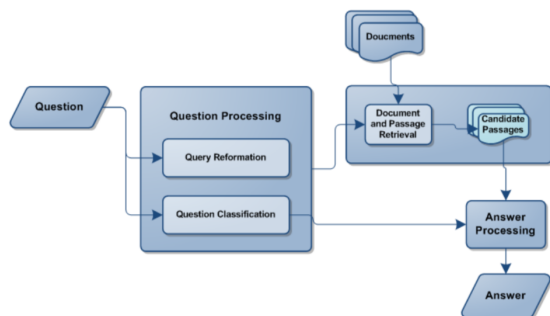 Doucments
Question
Question Processing
Document
and Passage
Retrieval
Candidate
Passages
Query Reformation
Question Classification
Answer
Processing
Answer